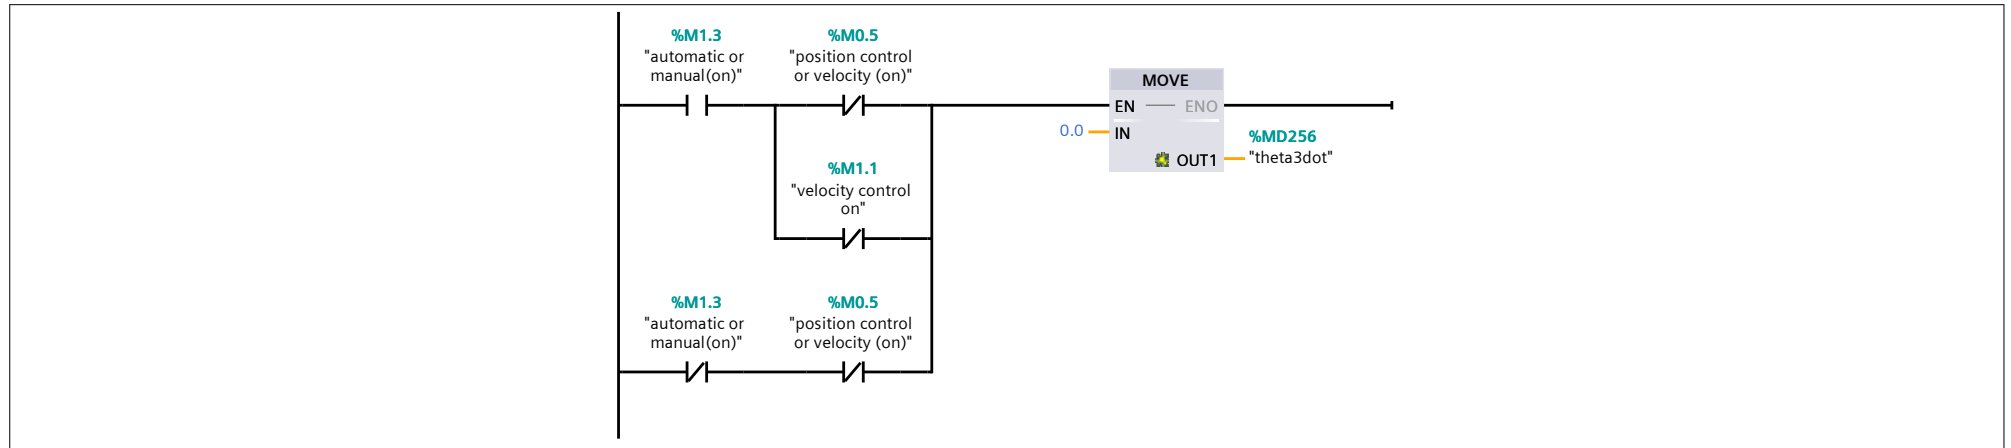 %M1.3
"automatic or
manual(on)"
%M0.5
"position control
or velocity (on)"
MOVE
EN
ENO
0.0
IN
%MD256
OUT1
"theta3dot"
%M1.1
"velocity control
on"
%M1.3
"automatic or
manual(on)"
%M0.5
"position control
or velocity (on)"